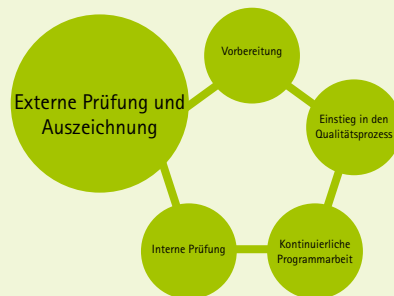 Externe Prüfung und
Auszeichnung
Vorbereitung
Einstieg in den
Qualitätsprozess
Kontinuierliche
Programmarbeit
Interne Prüfung